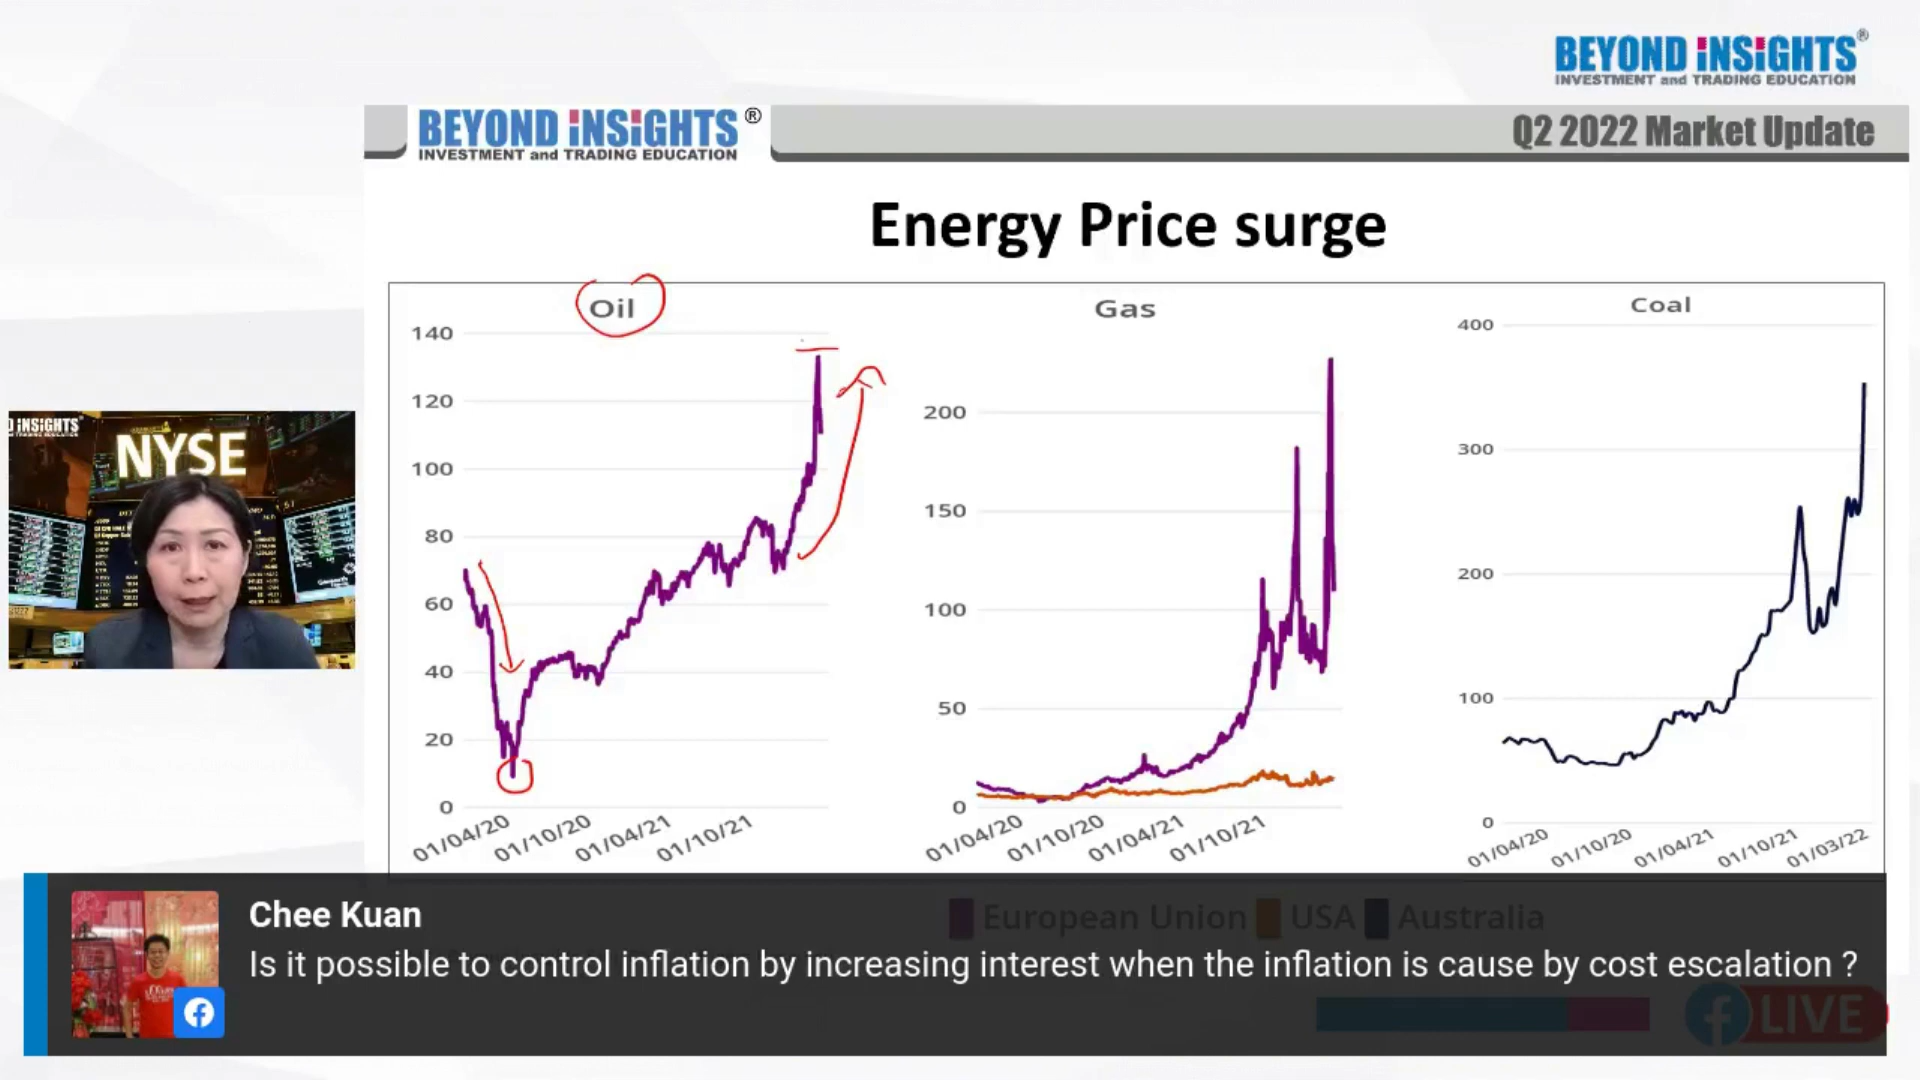 BEYOND iNSiGHTS®
INVESTMENT and TRADING EDUCATION
BEYOND iNSiGHTS®
INVESTMENT and TRADING EDUCATION
Q2 2022 Market Update
Energy Price surge
Oil
140
120
100
80
60
40
20
0
01/04/20
01/10/20
01/04/21
01/10/21
Gas
200
150
100
50
0
01/04/20
01/10/20
01/04/21
01/10/21
Coal
400
300
200
100
0
01/04/20
01/10/20
01/04/21
01/10/21
01/03/22
D iNSiGHTS
NYSE
European Union USA Australia
Chee Kuan
Is it possible to control inflation by increasing interest when the inflation is cause by cost escalation ?
LIVE